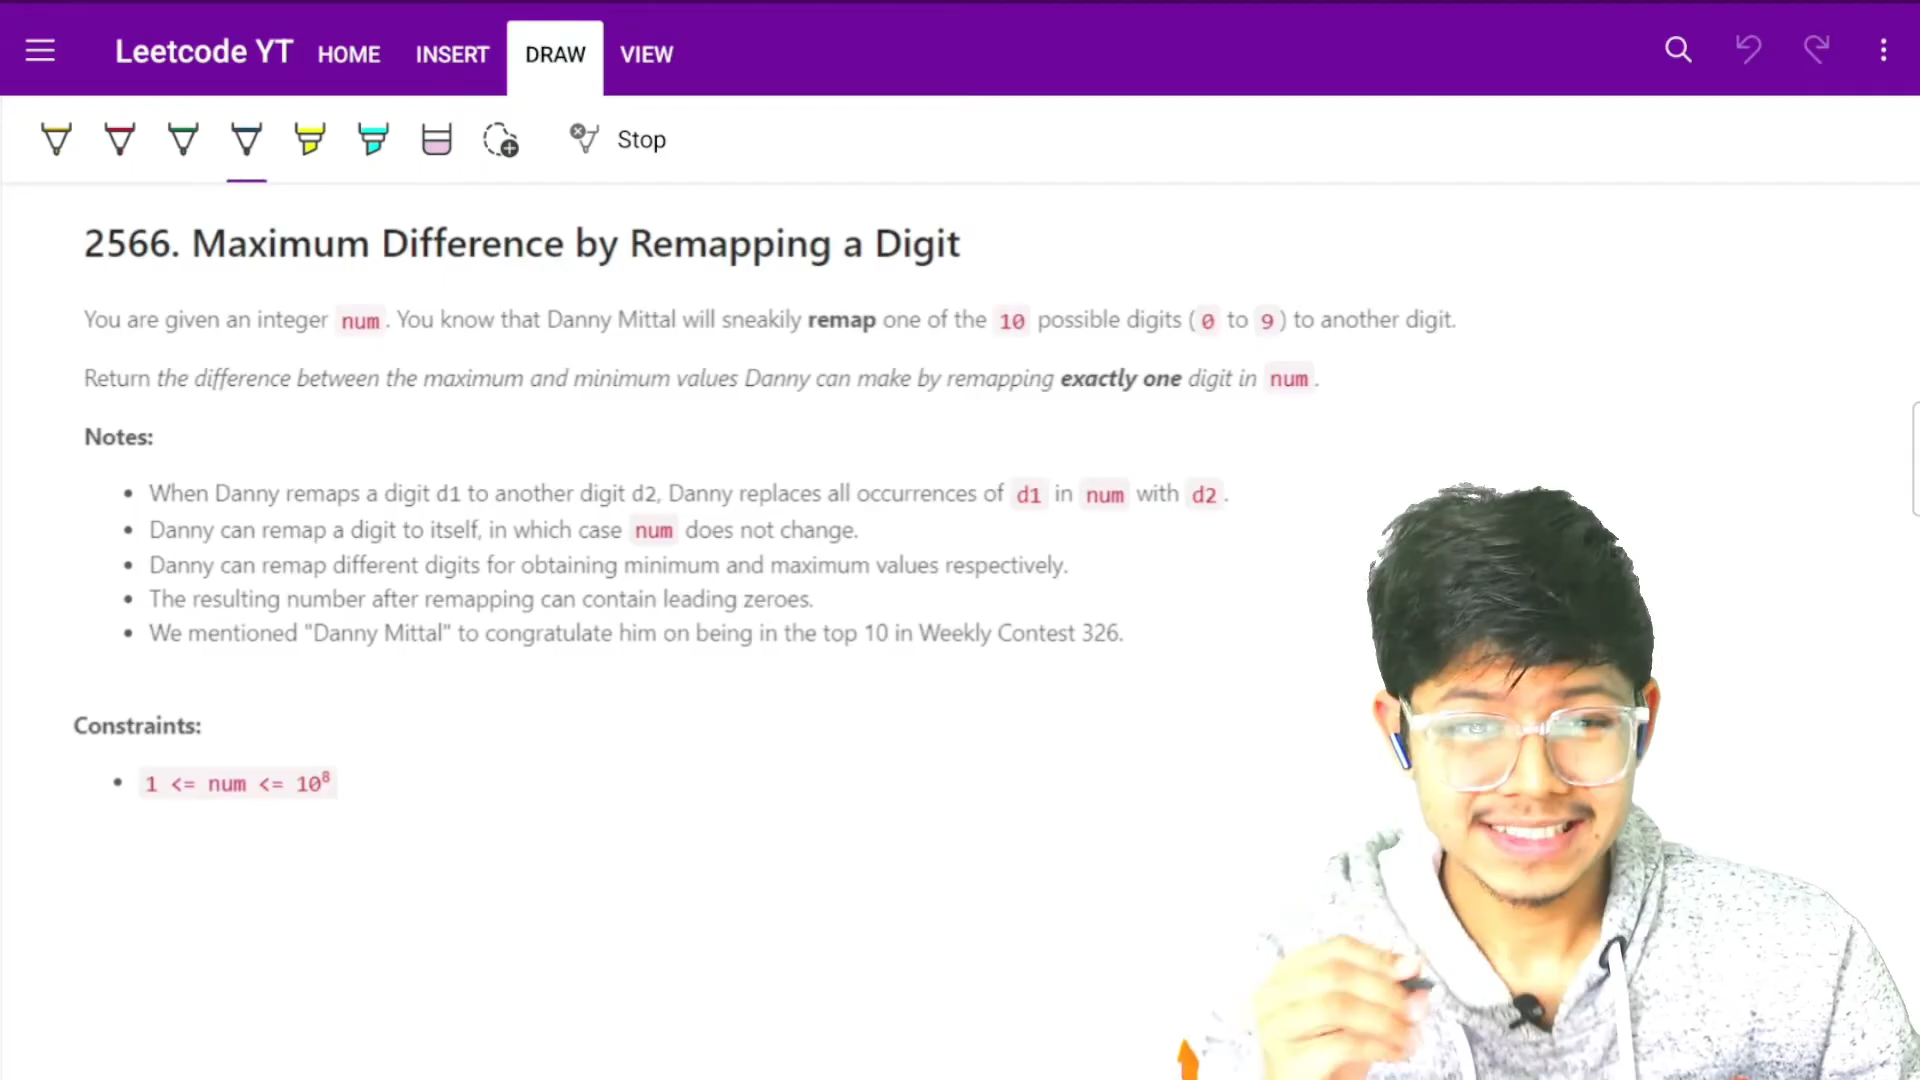 Leetcode YT HOME INSERT DRAW VIEW
Stop
2566. Maximum Difference by Remapping a Digit
You are given an integer num. You know that Danny Mittal will sneakily remap one of the 10 possible digits (0 to 9) to another digit.
Return the difference between the maximum and minimum values Danny can make by remapping exactly one digit in num.
Notes:
• When Danny remaps a digit d1 to another digit d2, Danny replaces all occurrences of d1 in num with d2.
• Danny can remap a digit to itself, in which case num does not change.
• Danny can remap different digits for obtaining minimum and maximum values respectively.
• The resulting number after remapping can contain leading zeroes.
• We mentioned "Danny Mittal" to congratulate him on being in the top 10 in Weekly Contest 326.
Constraints:
• 1 <= num <= 10⁸